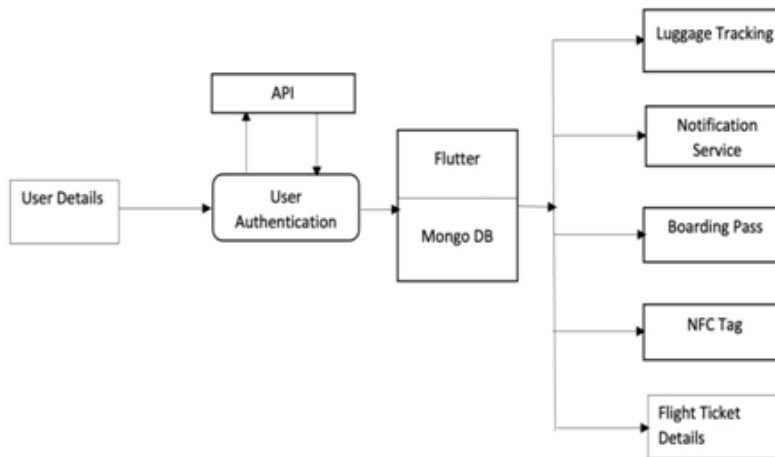 User Details
API
User
Authentication
Flutter
Mongo DB
Luggage Tracking
Notification
Service
Boarding Pass
NFC Tag
Flight Ticket
Details